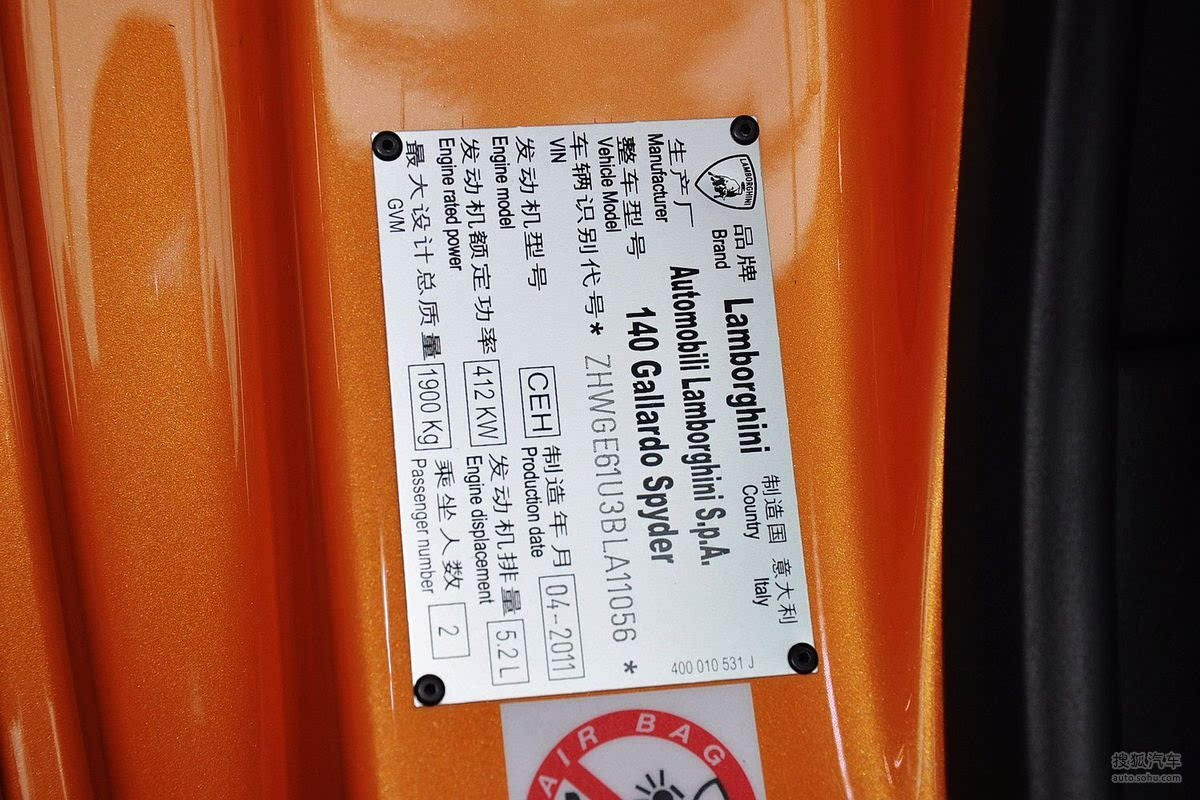 LAMBORGHINI
品牌 Lamborghini 制造国 意大利
Brand Country Italy
生产厂 Automobili Lamborghini S.p.A.
Manufacturer
整车型号 140 Gallardo Spyder
Vehicle Model
车辆识别代号 * ZHWGE61U3BLA11056 *
VIN
发动机型号 CEH 制造年月 04-2011
Engine model Production date
发动机额定功率 412 KW 发动机排量 5.2 L
Engine rated power Engine displacement
最大设计总质量 1900 Kg 乘坐人数 2
GVM Passenger number
400 010 531 J
AIR BAG
搜狐汽车
auto.sohu.com